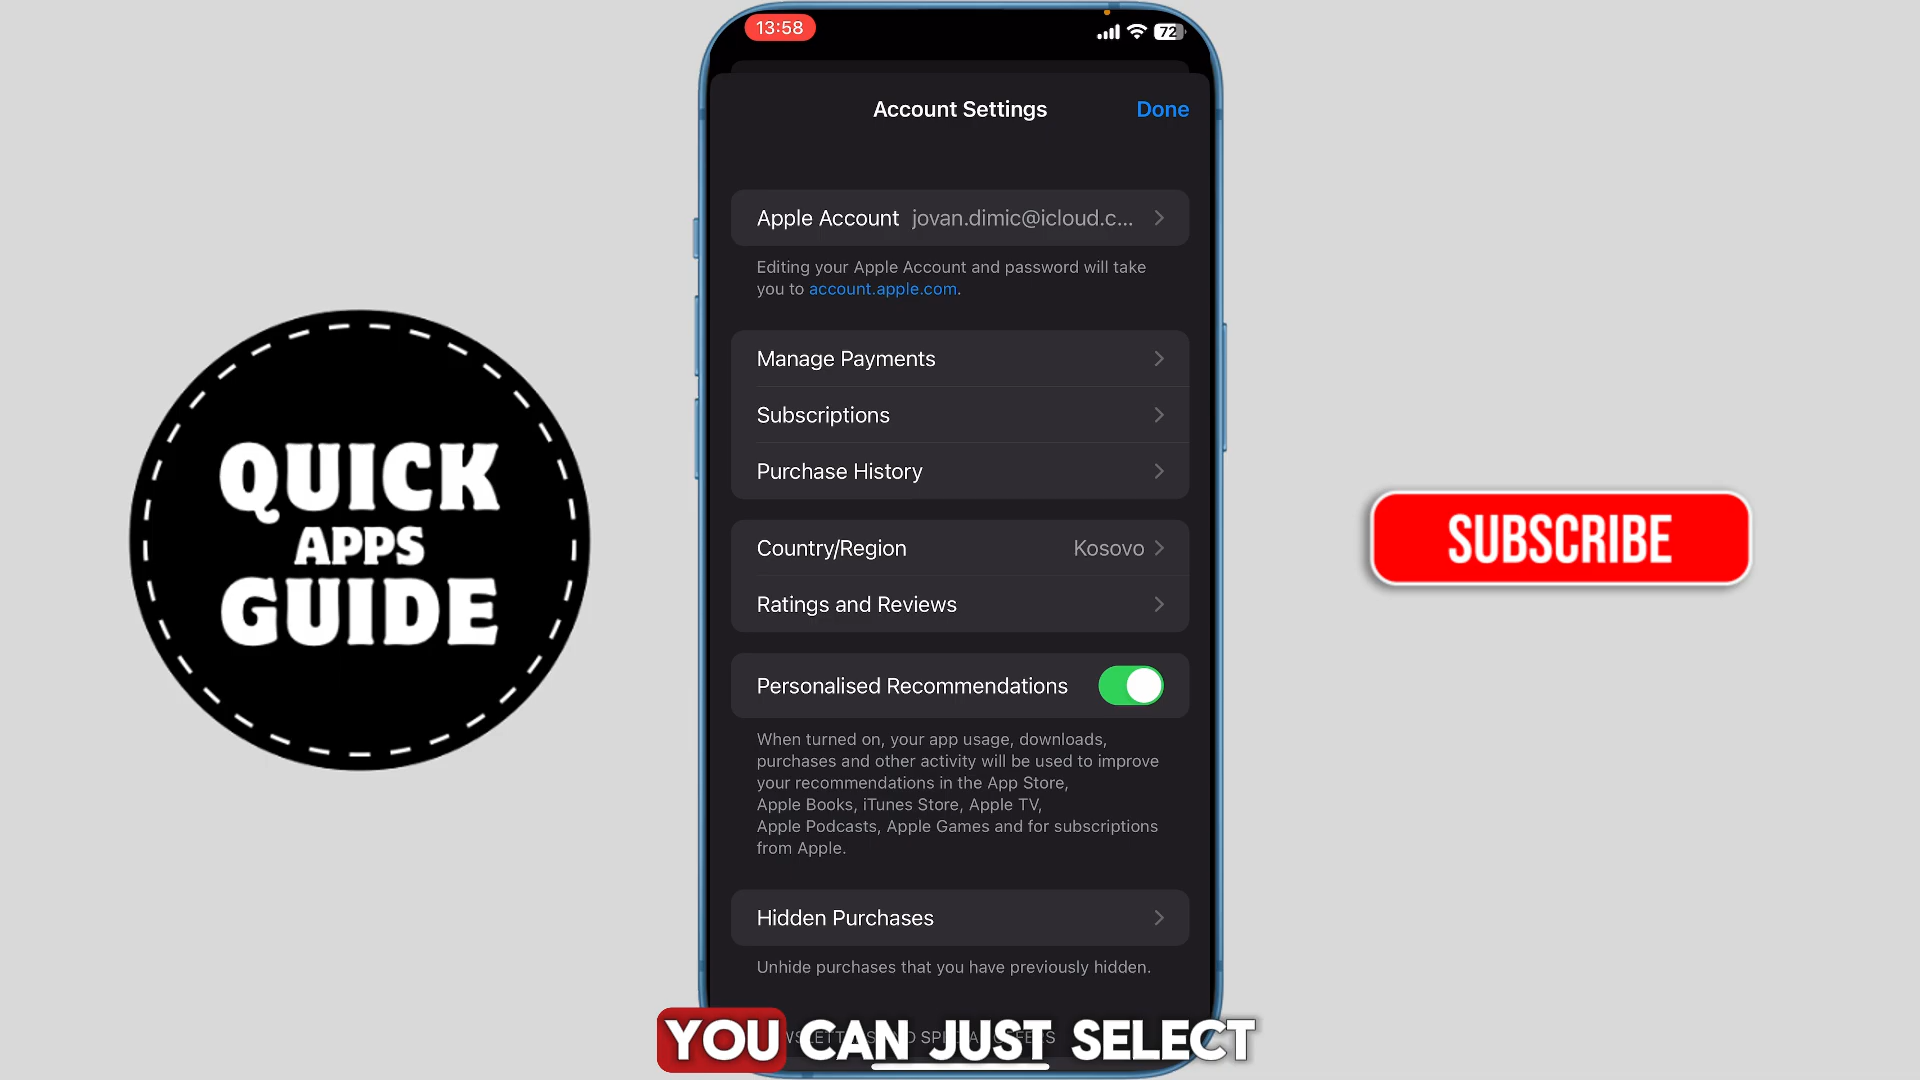 13:58
72
Account Settings
Done
Apple Account jovan.dimic@icloud.c...
Editing your Apple Account and password will take
you to account.apple.com.
Manage Payments
Subscriptions
Purchase History
Country/Region Kosovo
Ratings and Reviews
Personalised Recommendations
When turned on, your app usage, downloads,
purchases and other activity will be used to improve
your recommendations in the App Store,
Apple Books, iTunes Store, Apple TV,
Apple Podcasts, Apple Games and for subscriptions
from Apple.
Hidden Purchases
Unhide purchases that you have previously hidden.
YOU CAN JUST SELECT
QUICK
APPS
GUIDE
SUBSCRIBE